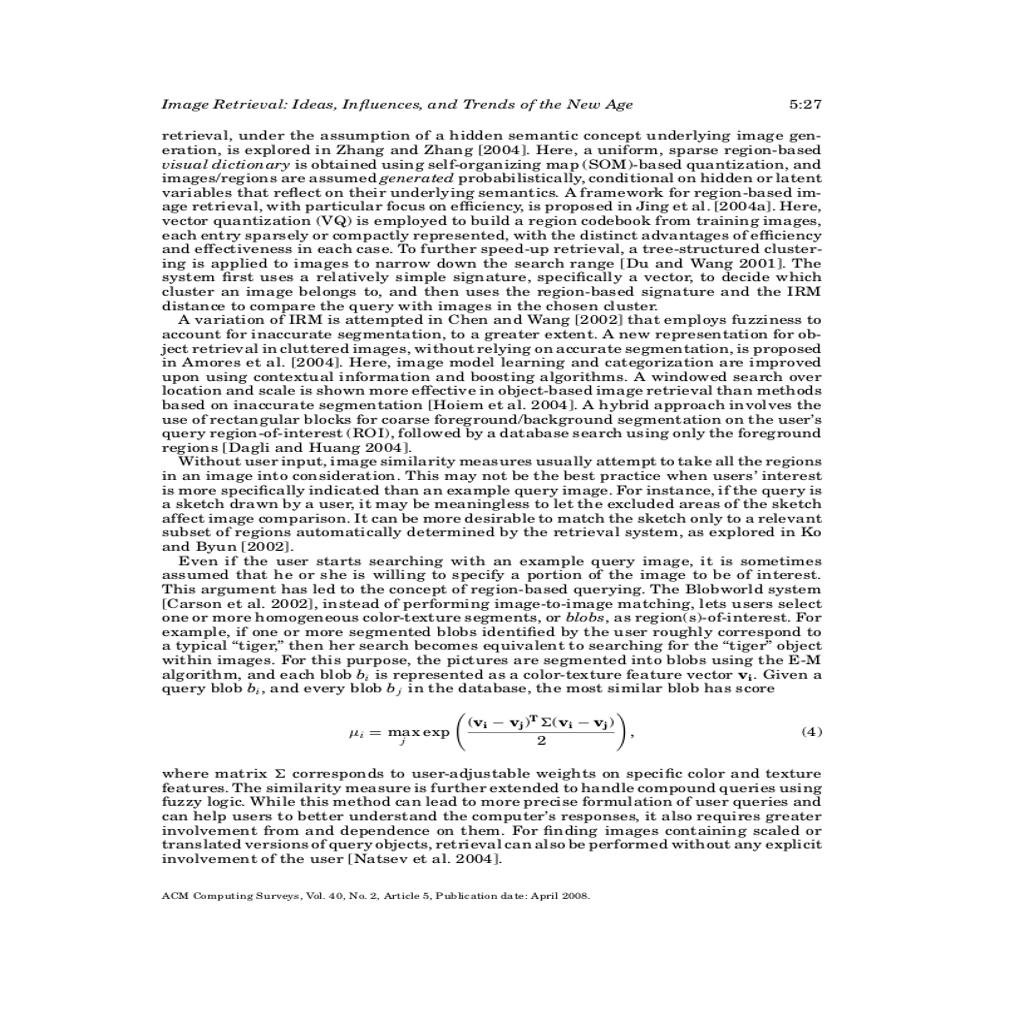 Image Retrieval: Ideas, Influences, and Trends of the New Age 5:27
retrieval, under the assumption of a hidden semantic concept underlying image gen-
eration, is explored in Zhang and Zhang [2004]. Here, a uniform, sparse region-based
visual dictionary is obtained using self-organizing map (SOM)-based quantization, and
images/regions are assumed generated probabilistically, conditional on hidden or latent
variables that reflect on their underlying semantics. A framework for region-based im-
age retrieval, with particular focus on efficiency, is proposed in Jing et al. [2004a]. Here,
vector quantization (VQ) is employed to build a region codebook from training images,
each entry sparsely or compactly represented, with the distinct advantages of efficiency
and effectiveness in each case. To further speed-up retrieval, a tree-structured cluster-
ing is applied to images to narrow down the search range [Du and Wang 2001]. The
system first uses a relatively simple signature, specifically a vector, to decide which
cluster an image belongs to, and then uses the region-based signature and the IRM
distance to compare the query with images in the chosen cluster.
A variation of IRM is attempted in Chen and Wang [2002] that employs fuzziness to
account for inaccurate segmentation, to a greater extent. A new representation for ob-
ject retrieval in cluttered images, without relying on accurate segmentation, is proposed
in Amores et al. [2004]. Here, image model learning and categorization are improved
upon using contextual information and boosting algorithms. A windowed search over
location and scale is shown more effective in object-based image retrieval than methods
based on inaccurate segmentation [Hoiem et al. 2004]. A hybrid approach involves the
use of rectangular blocks for coarse foreground/background segmentation on the user's
query region-of-interest (ROI), followed by a database search using only the foreground
regions [Dagli and Huang 2004].
Without user input, image similarity measures usually attempt to take all the regions
in an image into consideration. This may not be the best practice when users' interest
is more specifically indicated than an example query image. For instance, if the query is
a sketch drawn by a user, it may be meaningless to let the excluded areas of the sketch
affect image comparison. It can be more desirable to match the sketch only to a relevant
subset of regions automatically determined by the retrieval system, as explored in Ko
and Byun [2002].
Even if the user starts searching with an example query image, it is sometimes
assumed that he or she is willing to specify a portion of the image to be of interest.
This argument has led to the concept of region-based querying. The Blobworld system
[Carson et al. 2002], instead of performing image-to-image matching, lets users select
one or more homogeneous color-texture segments, or blobs, as region(s)-of-interest. For
example, if one or more segmented blobs identified by the user roughly correspond to
a typical “tiger,” then her search becomes equivalent to searching for the “tiger” object
within images. For this purpose, the pictures are segmented into blobs using the E-M
algorithm, and each blob b_i is represented as a color-texture feature vector v_i. Given a
query blob b_i, and every blob b_j in the database, the most similar blob has score
μ_i = max_j exp ( (v_i − v_j)^T Σ(v_i − v_j) / 2 ), (4)
where matrix Σ corresponds to user-adjustable weights on specific color and texture
features. The similarity measure is further extended to handle compound queries using
fuzzy logic. While this method can lead to more precise formulation of user queries and
can help users to better understand the computer's responses, it also requires greater
involvement from and dependence on them. For finding images containing scaled or
translated versions of query objects, retrieval can also be performed without any explicit
involvement of the user [Natsev et al. 2004].
ACM Computing Surveys, Vol. 40, No. 2, Article 5, Publication date: April 2008.